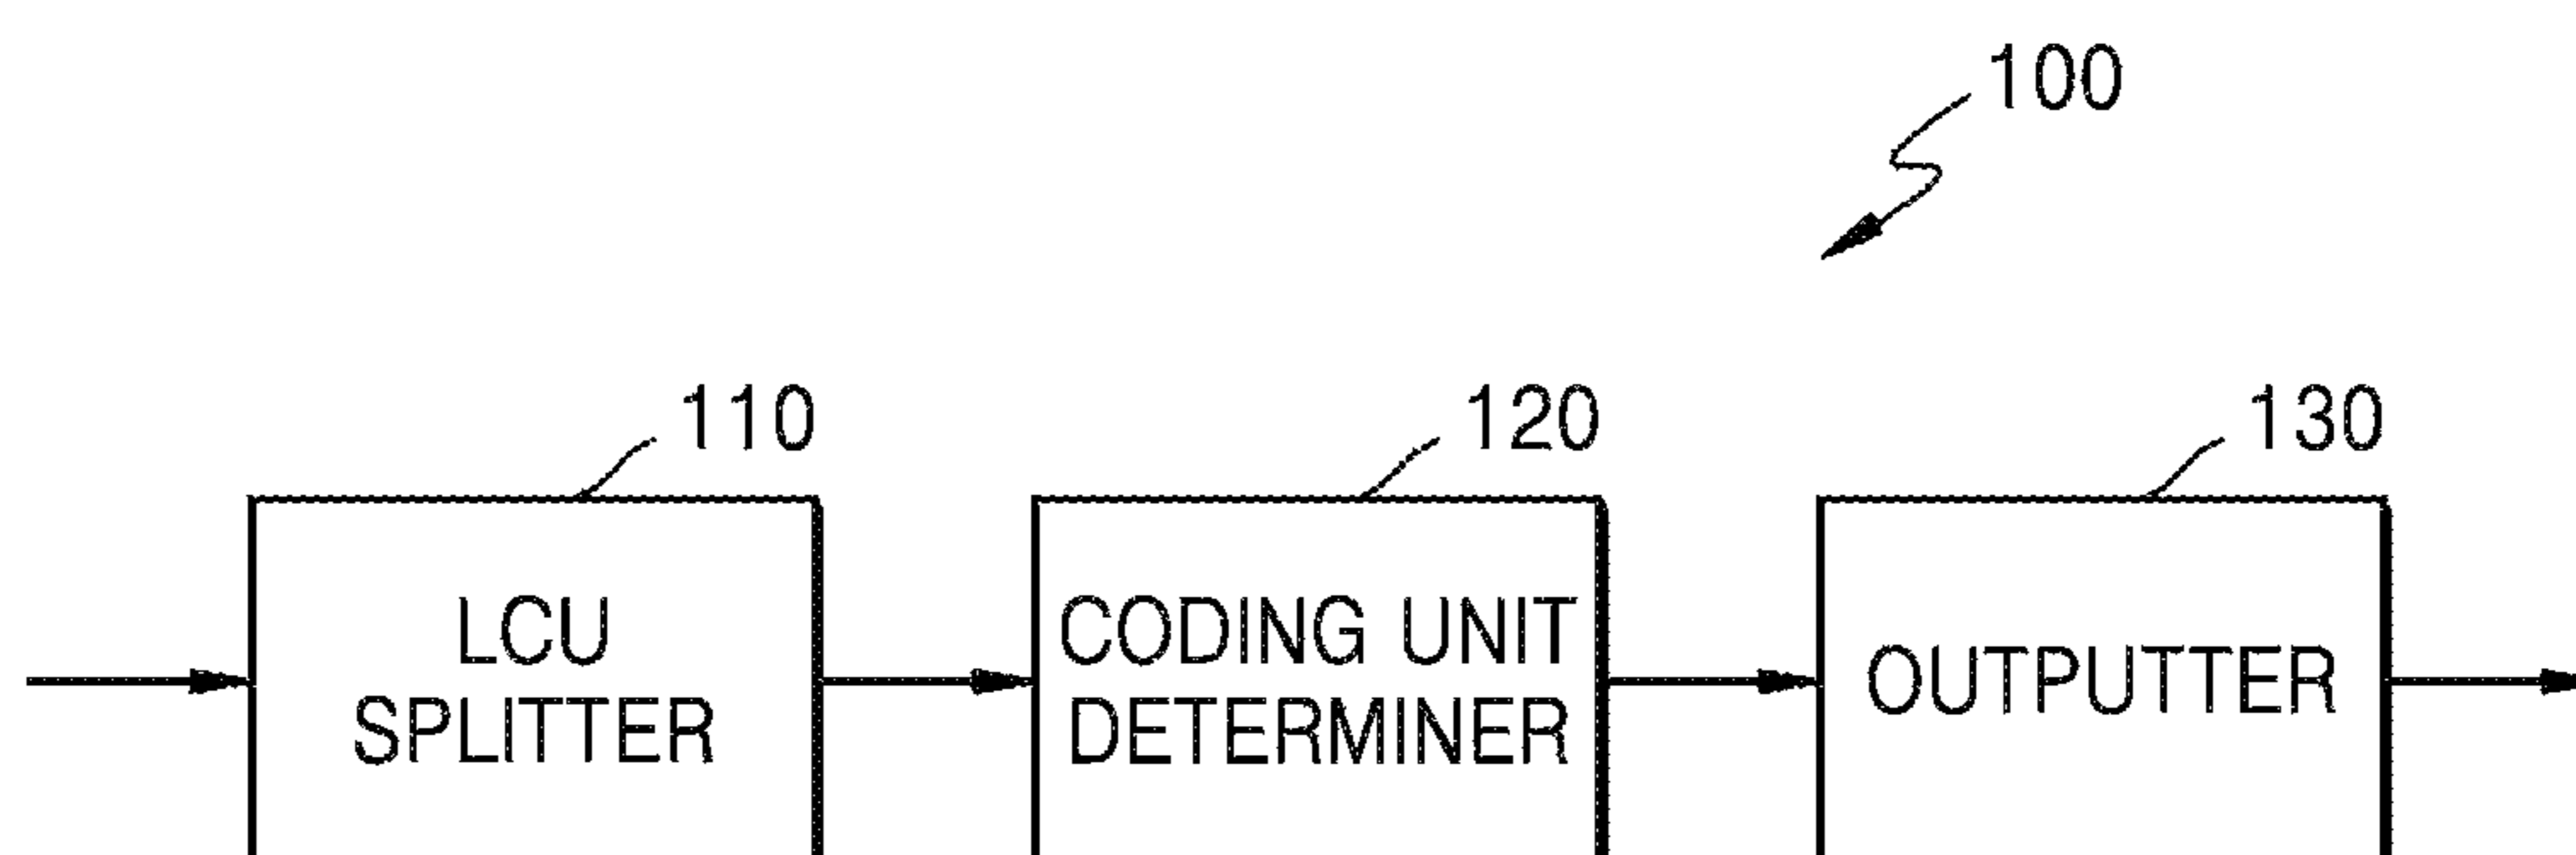 100
110
120
130
LCU
SPLITTER
CODING UNIT
DETERMINER
OUTPUTTER